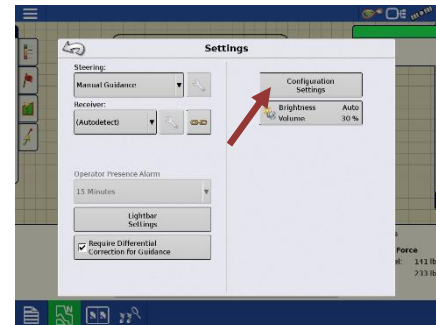 Settings
Steering:
Manual Guidance
Receiver:
(Autodetect)
Operator Presence Alarm
15 Minutes
Lightbar
Settings
Require Differential
Correction for Guidance
Configuration
Settings
Brightness Auto
Volume 30 %
Force
141 lb
233 lb